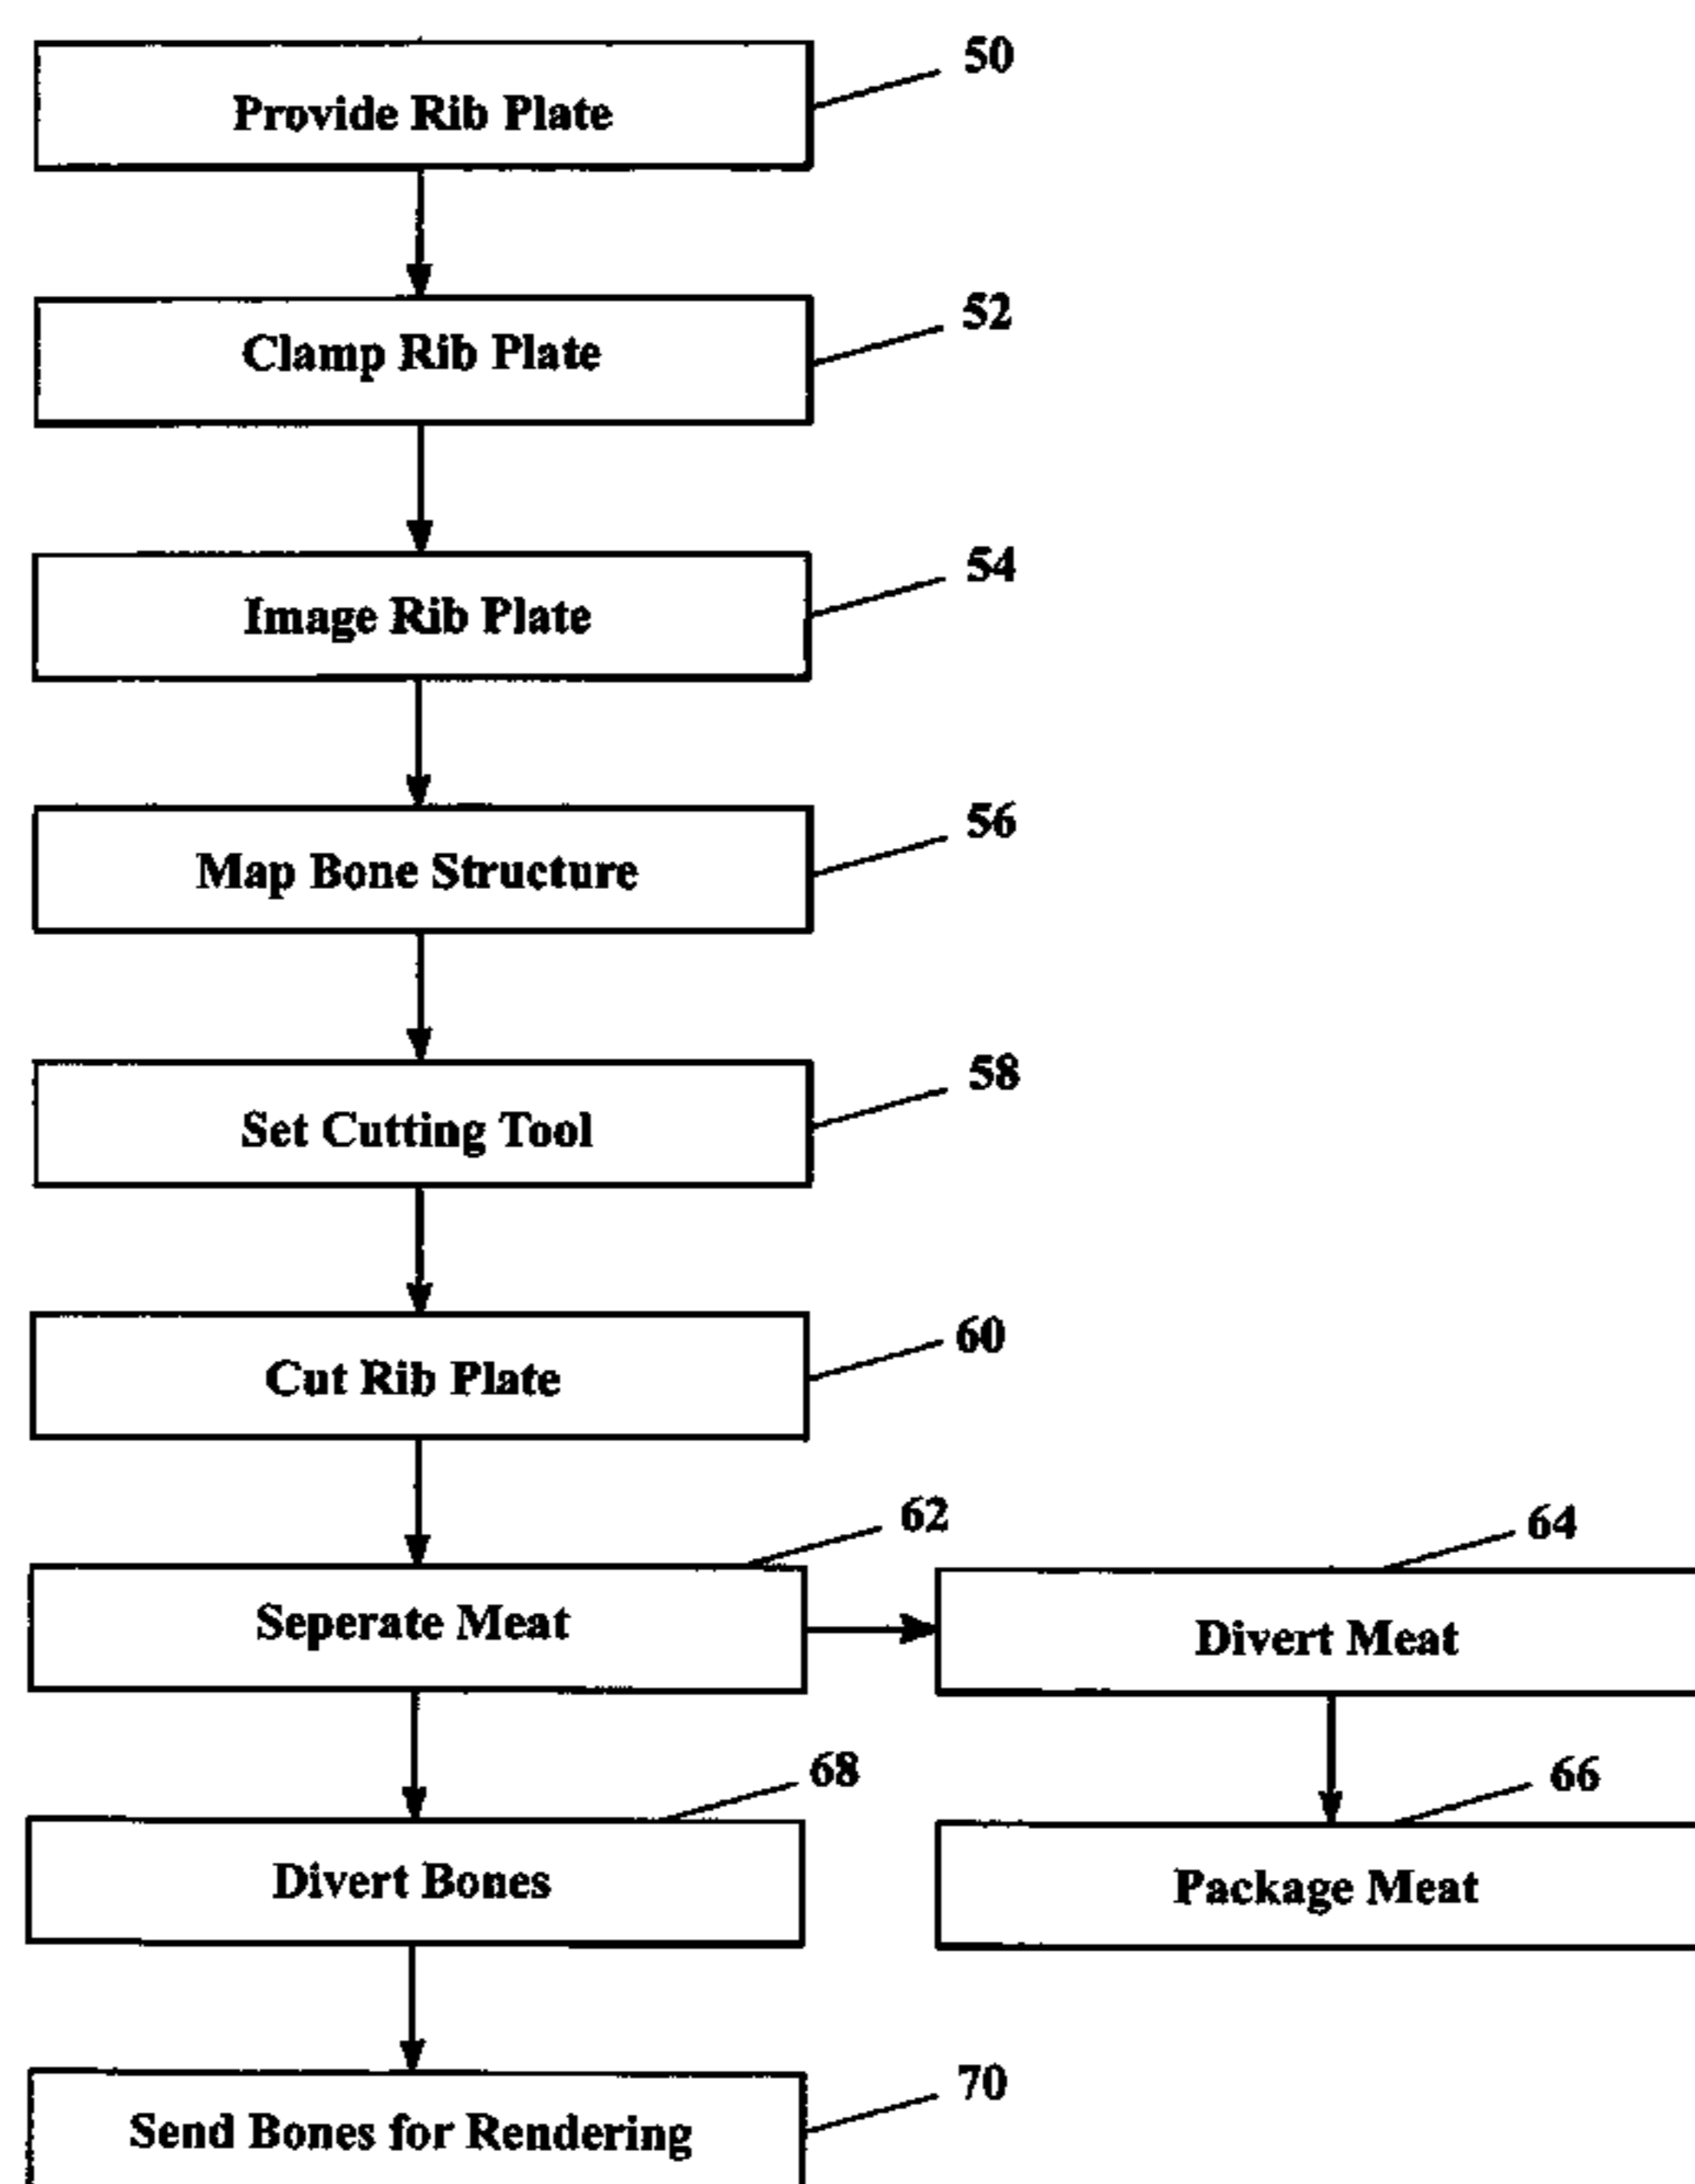 50
Provide Rib Plate
52
Clamp Rib Plate
54
Image Rib Plate
56
Map Bone Structure
58
Set Cutting Tool
60
Cut Rib Plate
62
Seperate Meat
64
Divert Meat
68
Divert Bones
66
Package Meat
70
Send Bones for Rendering